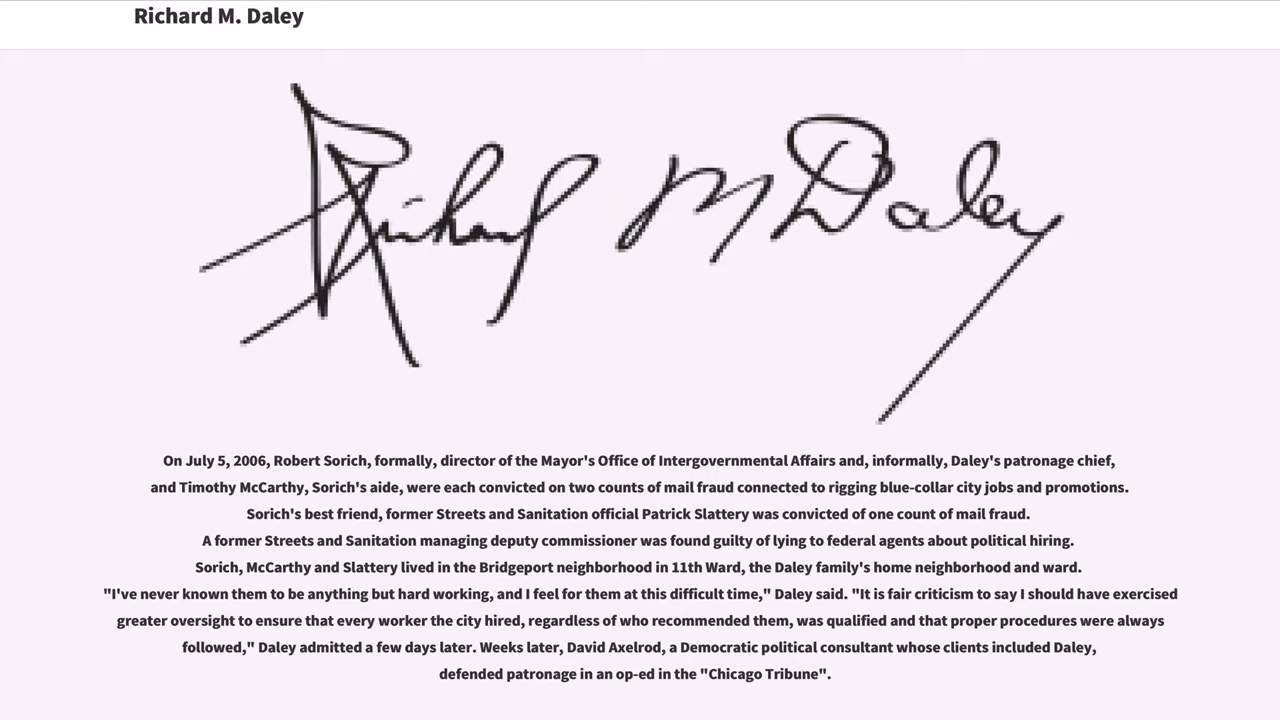 Richard M. Daley
Richard M Daley
On July 5, 2006, Robert Sorich, formally, director of the Mayor's Office of Intergovernmental Affairs and, informally, Daley's patronage chief,
and Timothy McCarthy, Sorich's aide, were each convicted on two counts of mail fraud connected to rigging blue-collar city jobs and promotions.
Sorich's best friend, former Streets and Sanitation official Patrick Slattery was convicted of one count of mail fraud.
A former Streets and Sanitation managing deputy commissioner was found guilty of lying to federal agents about political hiring.
Sorich, McCarthy and Slattery lived in the Bridgeport neighborhood in 11th Ward, the Daley family's home neighborhood and ward.
"I've never known them to be anything but hard working, and I feel for them at this difficult time," Daley said. "It is fair criticism to say I should have exercised
greater oversight to ensure that every worker the city hired, regardless of who recommended them, was qualified and that proper procedures were always
followed," Daley admitted a few days later. Weeks later, David Axelrod, a Democratic political consultant whose clients included Daley,
defended patronage in an op-ed in the "Chicago Tribune".